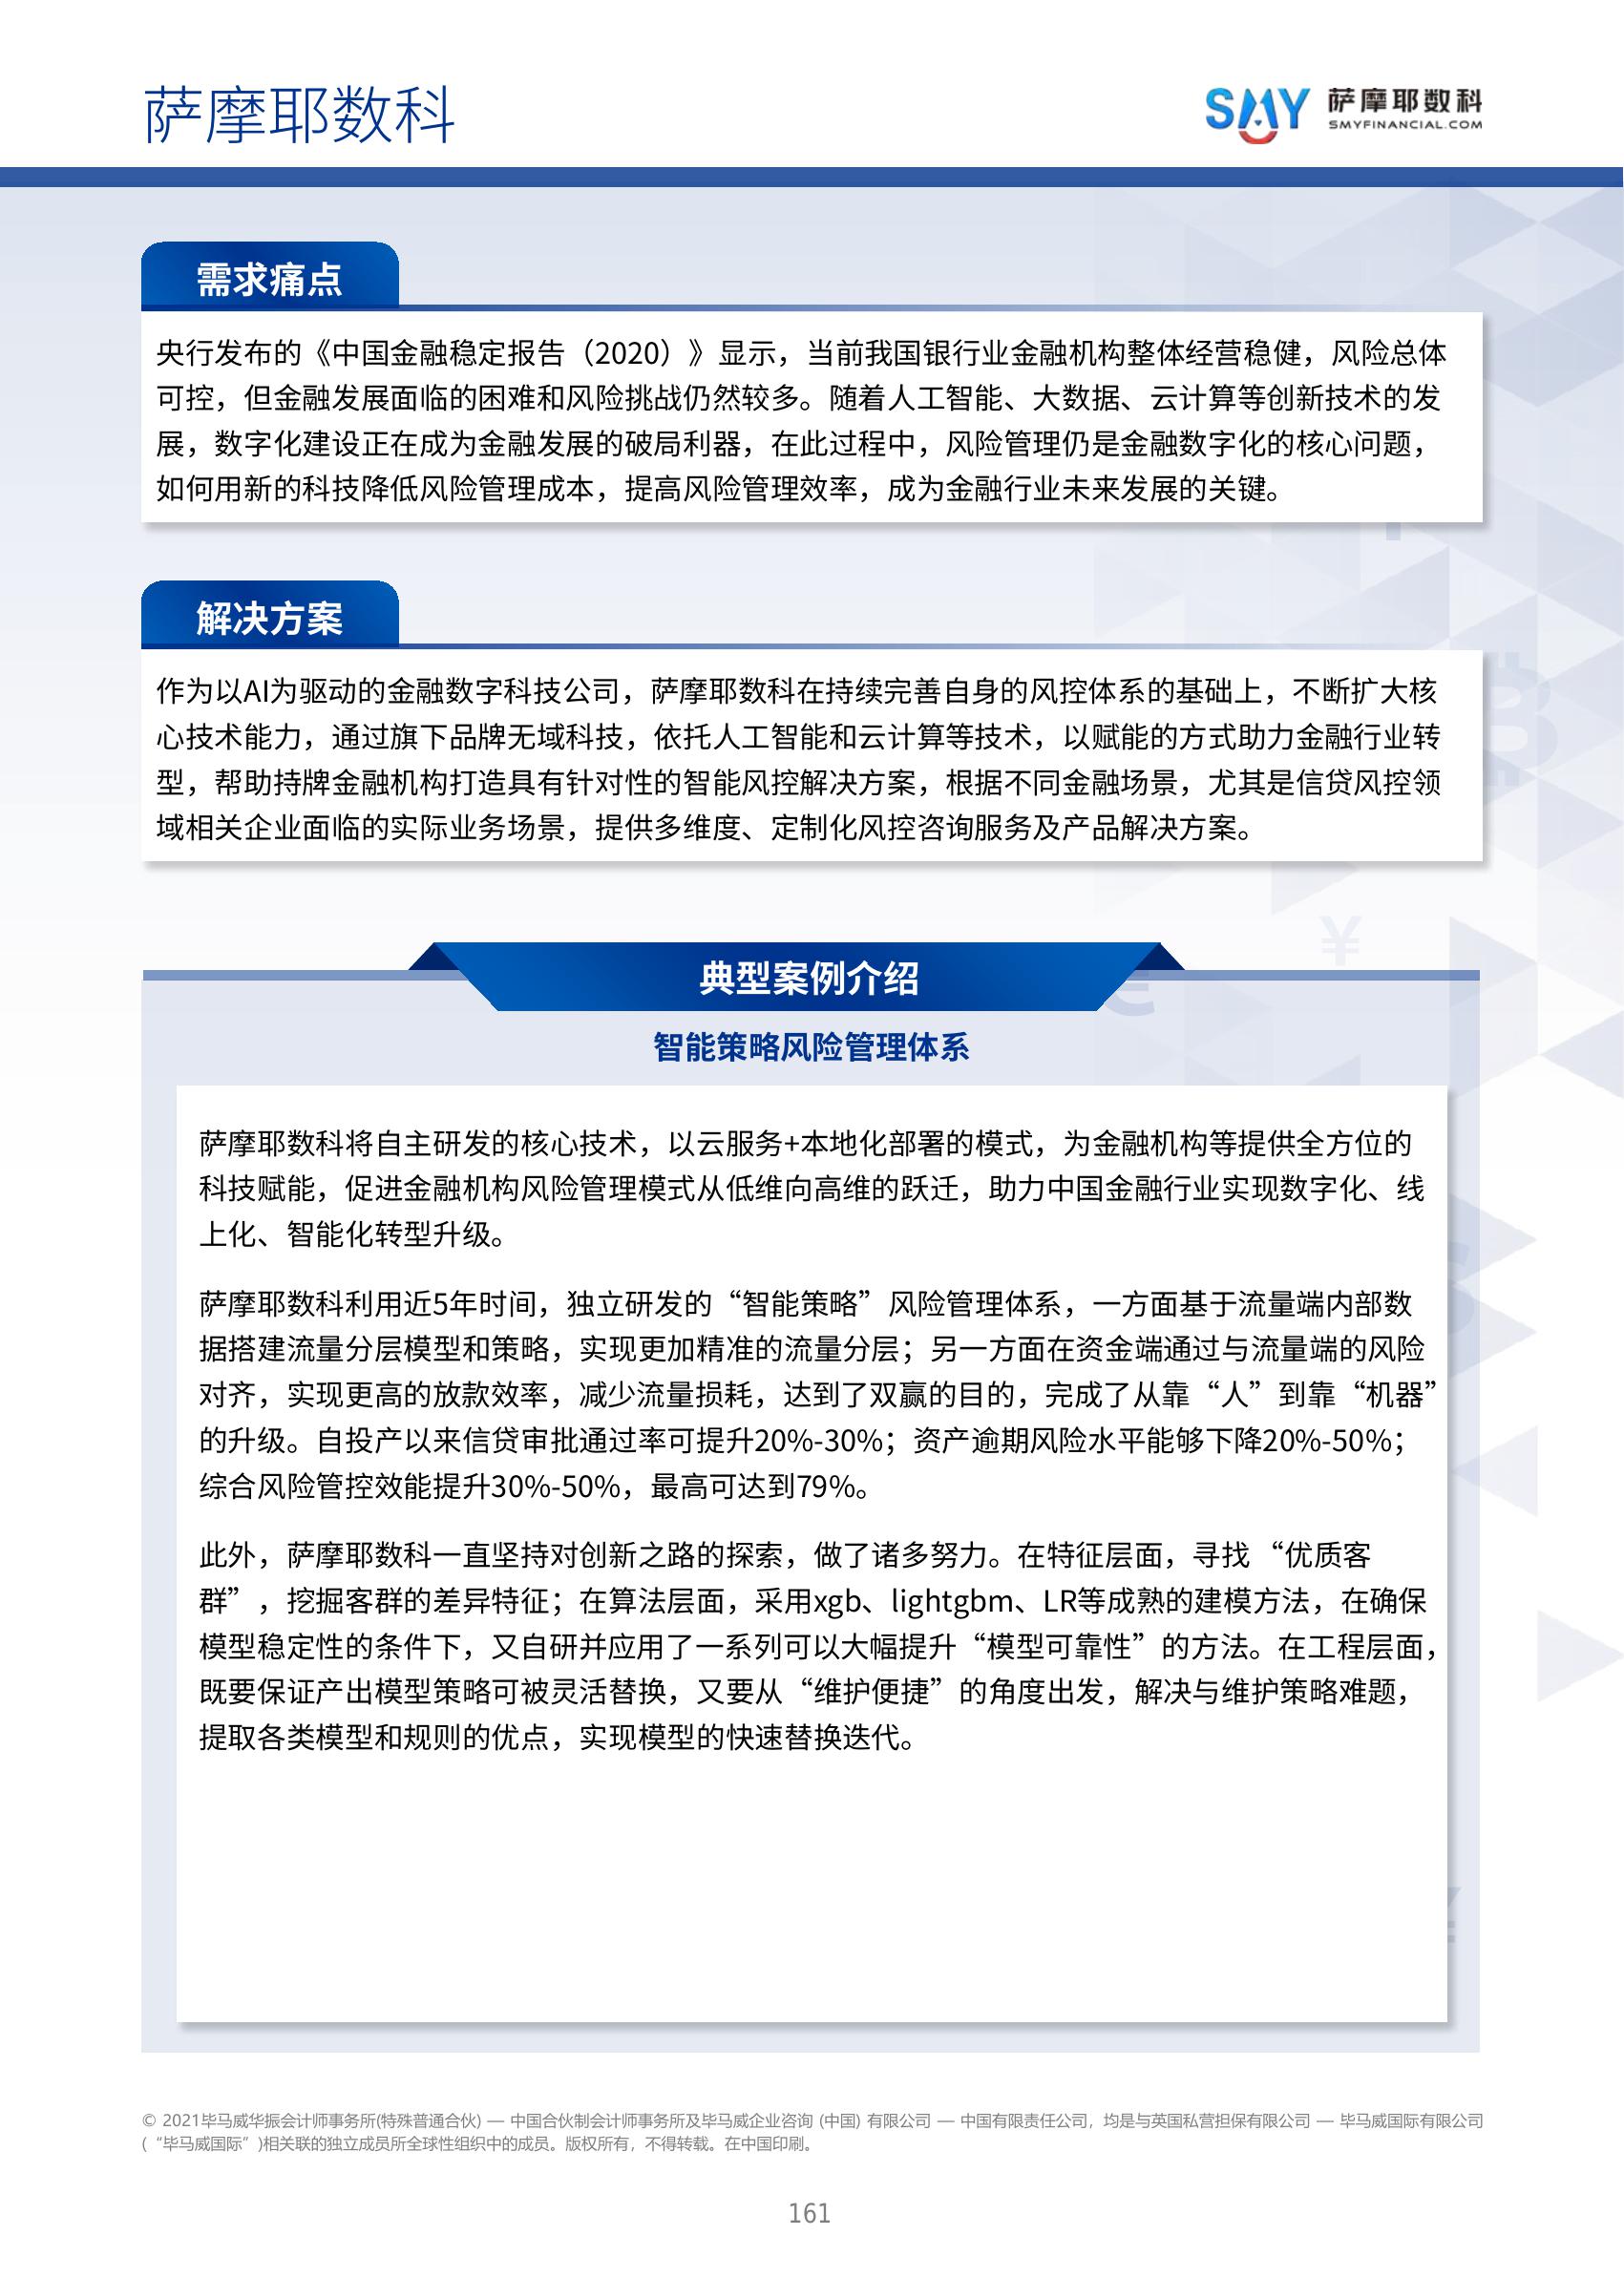 萨摩耶数科
SMY 萨摩耶数科
SMYFINANCIAL.COM
需求痛点
央行发布的《中国金融稳定报告（2020）》显示，当前我国银行业金融机构整体经营稳健，风险总体
可控，但金融发展面临的困难和风险挑战仍然较多。随着人工智能、大数据、云计算等创新技术的发
展，数字化建设正在成为金融发展的破局利器，在此过程中，风险管理仍是金融数字化的核心问题，
如何用新的科技降低风险管理成本，提高风险管理效率，成为金融行业未来发展的关键。
解决方案
作为以AI为驱动的金融数字科技公司，萨摩耶数科在持续完善自身的风控体系的基础上，不断扩大核
心技术能力，通过旗下品牌无域科技，依托人工智能和云计算等技术，以赋能的方式助力金融行业转
型，帮助持牌金融机构打造具有针对性的智能风控解决方案，根据不同金融场景，尤其是信贷风控领
域相关企业面临的实际业务场景，提供多维度、定制化风控咨询服务及产品解决方案。
典型案例介绍
智能策略风险管理体系
萨摩耶数科将自主研发的核心技术，以云服务+本地化部署的模式，为金融机构等提供全方位的
科技赋能，促进金融机构风险管理模式从低维向高维的跃迁，助力中国金融行业实现数字化、线
上化、智能化转型升级。
萨摩耶数科利用近5年时间，独立研发的“智能策略”风险管理体系，一方面基于流量端内部数
据搭建流量分层模型和策略，实现更加精准的流量分层；另一方面在资金端通过与流量端的风险
对齐，实现更高的放款效率，减少流量损耗，达到了双赢的目的，完成了从靠“人”到靠“机器”
的升级。自投产以来信贷审批通过率可提升20%-30%；资产逾期风险水平能够下降20%-50%；
综合风险管控效能提升30%-50%，最高可达到79%。
此外，萨摩耶数科一直坚持对创新之路的探索，做了诸多努力。在特征层面，寻找 “优质客
群”，挖掘客群的差异特征；在算法层面，采用xgb、lightgbm、LR等成熟的建模方法，在确保
模型稳定性的条件下，又自研并应用了一系列可以大幅提升“模型可靠性”的方法。在工程层面，
既要保证产出模型策略可被灵活替换，又要从“维护便捷”的角度出发，解决与维护策略难题，
提取各类模型和规则的优点，实现模型的快速替换迭代。
© 2021毕马威华振会计师事务所(特殊普通合伙) — 中国合伙制会计师事务所及毕马威企业咨询 (中国) 有限公司 — 中国有限责任公司，均是与英国私营担保有限公司 — 毕马威国际有限公司
(“毕马威国际”)相关联的独立成员所全球性组织中的成员。版权所有，不得转载。在中国印刷。
161